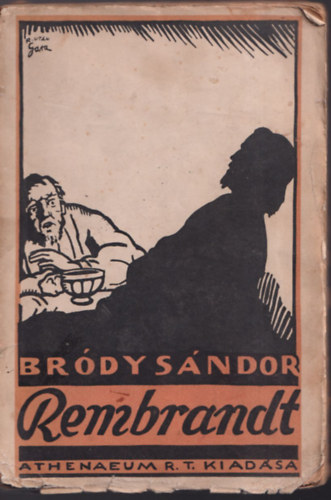 BRÓDY SÁNDOR
Rembrandt
ATHENAEUM R. T. KIADÁSA